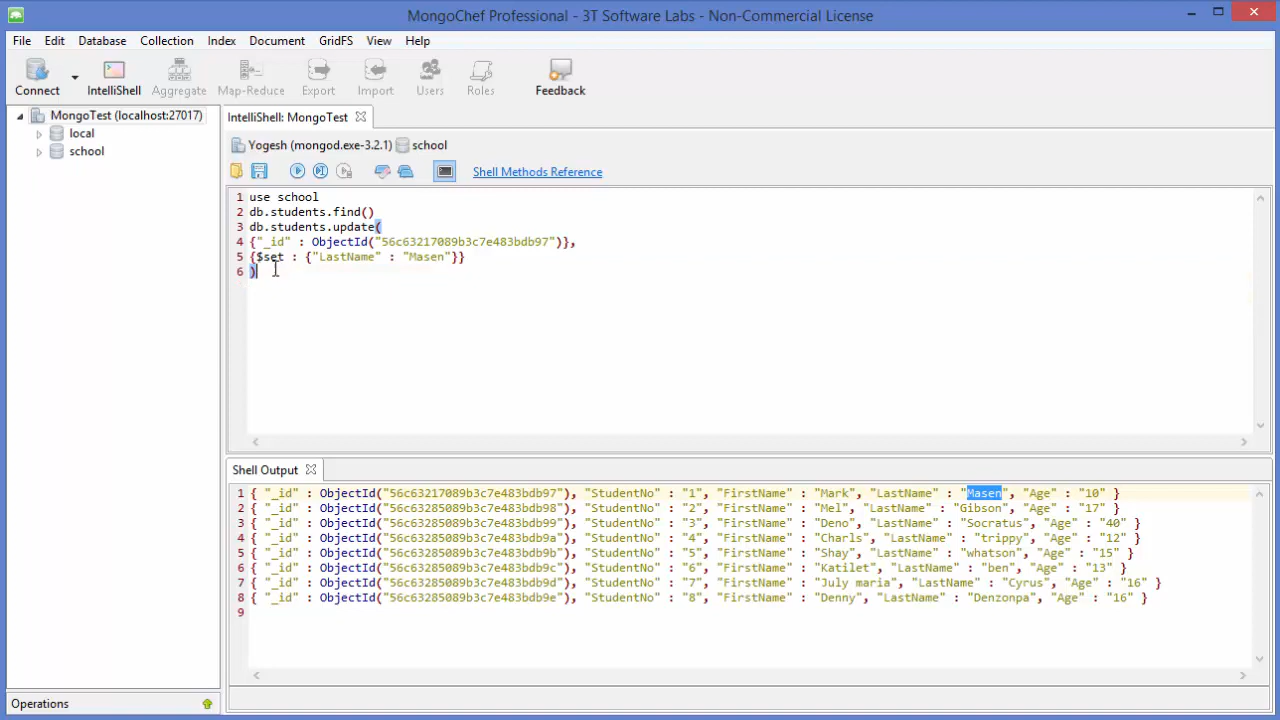 MongoChef Professional - 3T Software Labs - Non-Commercial License
File Edit Database Collection Index Document GridFS View Help
Connect IntelliShell Aggregate Map-Reduce Export Import Users Roles Feedback
MongoTest (localhost:27017)
local
school
IntelliShell: MongoTest
Yogesh (mongod.exe-3.2.1) school
Shell Methods Reference
1 use school
2 db.students.find()
3 db.students.update(
4 {"_id" : ObjectId("56c63217089b3c7e483bdb97")},
5 {$set : {"LastName" : "Masen"}}
6 )
Shell Output
1 { "_id" : ObjectId("56c63217089b3c7e483bdb97"), "StudentNo" : "1", "FirstName" : "Mark", "LastName" : "Masen", "Age" : "10" }
2 { "_id" : ObjectId("56c63285089b3c7e483bdb98"), "StudentNo" : "2", "FirstName" : "Mel", "LastName" : "Gibson", "Age" : "17" }
3 { "_id" : ObjectId("56c63285089b3c7e483bdb99"), "StudentNo" : "3", "FirstName" : "Deno", "LastName" : "Socratus", "Age" : "40" }
4 { "_id" : ObjectId("56c63285089b3c7e483bdb9a"), "StudentNo" : "4", "FirstName" : "Charls", "LastName" : "trippy", "Age" : "12" }
5 { "_id" : ObjectId("56c63285089b3c7e483bdb9b"), "StudentNo" : "5", "FirstName" : "Shay", "LastName" : "whatson", "Age" : "15" }
6 { "_id" : ObjectId("56c63285089b3c7e483bdb9c"), "StudentNo" : "6", "FirstName" : "Katilet", "LastName" : "ben", "Age" : "13" }
7 { "_id" : ObjectId("56c63285089b3c7e483bdb9d"), "StudentNo" : "7", "FirstName" : "July maria", "LastName" : "Cyrus", "Age" : "16" }
8 { "_id" : ObjectId("56c63285089b3c7e483bdb9e"), "StudentNo" : "8", "FirstName" : "Denny", "LastName" : "Denzonpa", "Age" : "16" }
9
Operations